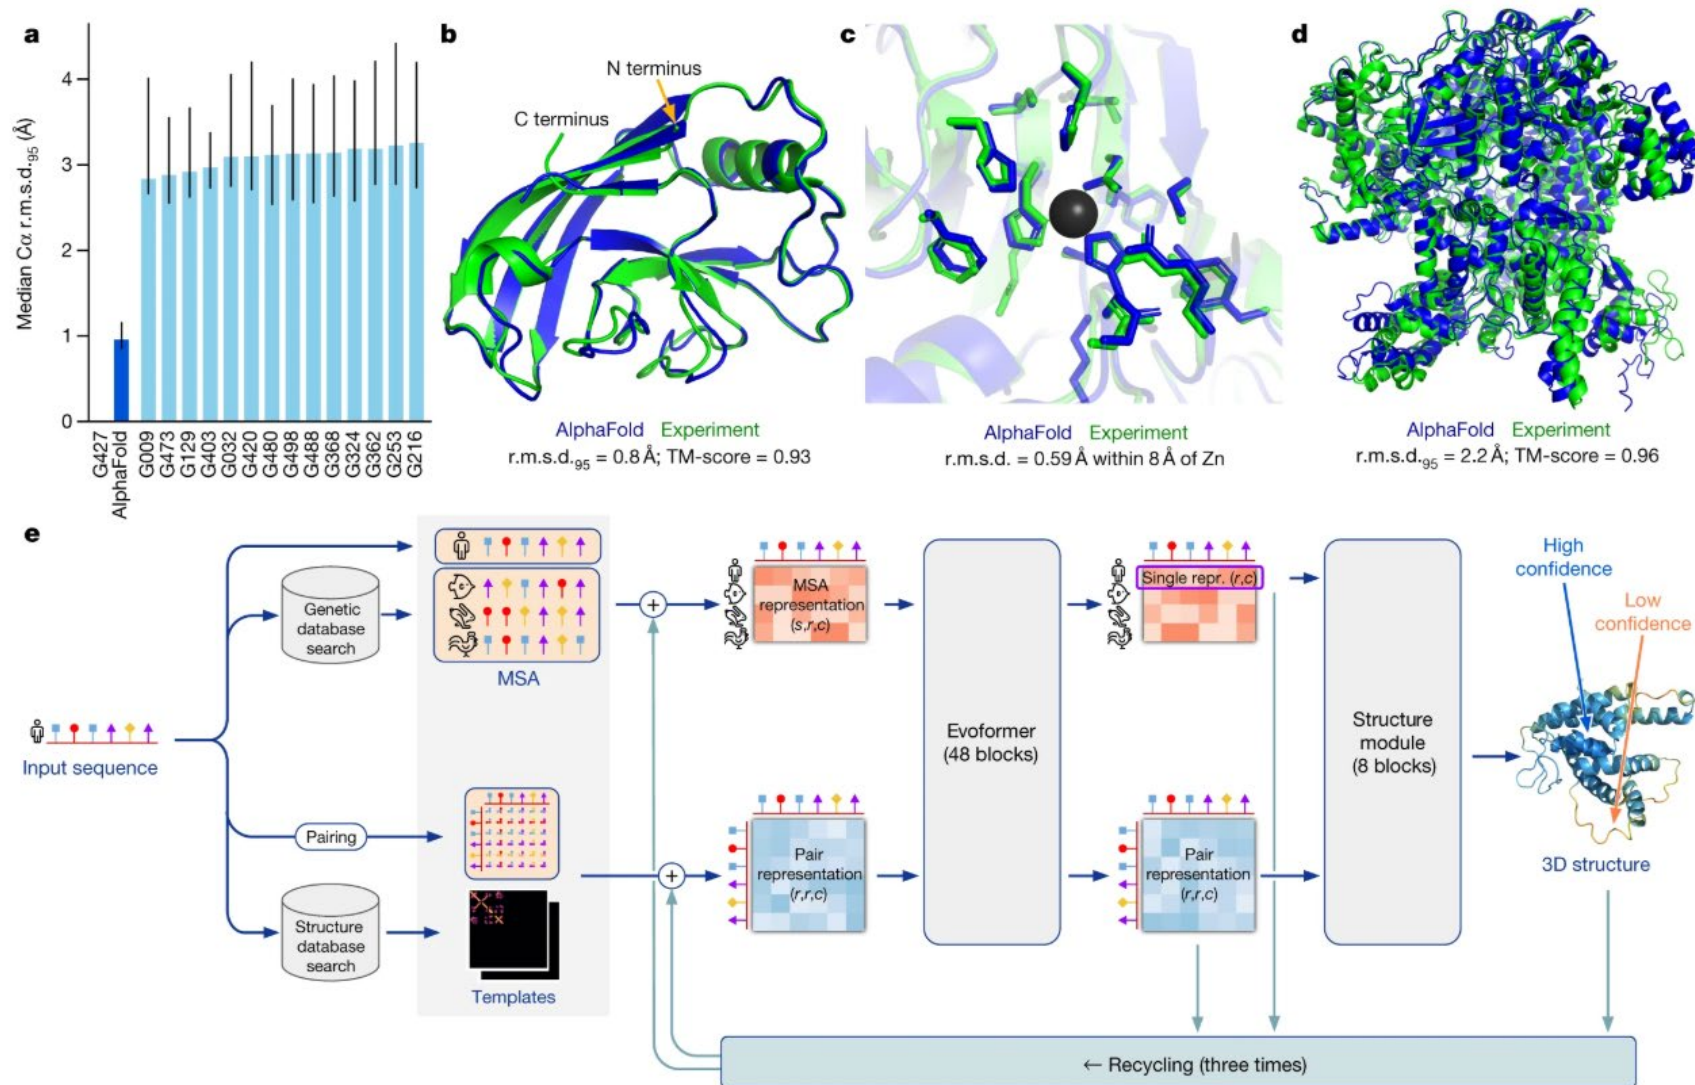 a
Median Cα r.m.s.d.95 (Å)
4
3
2
1
0
G427
AlphaFold
G009
G473
G129
G403
G032
G420
G480
G498
G488
G368
G324
G362
G253
G216
b
N terminus
C terminus
AlphaFold Experiment
r.m.s.d.95 = 0.8 Å; TM-score = 0.93
c
AlphaFold Experiment
r.m.s.d. = 0.59 Å within 8 Å of Zn
d
AlphaFold Experiment
r.m.s.d.95 = 2.2 Å; TM-score = 0.96
e
Input sequence
Genetic
database
search
MSA
Pairing
Structure
database
search
Templates
+
+
MSA
representation
(s,r,c)
Pair
representation
(r,r,c)
Evoformer
(48 blocks)
Single repr. (r,c)
Pair
representation
(r,r,c)
Structure
module
(8 blocks)
High
confidence
Low
confidence
3D structure
← Recycling (three times)